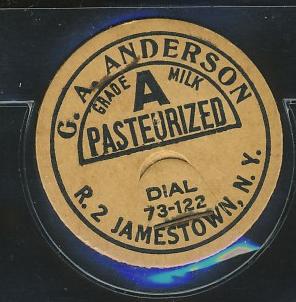 G. A. ANDERSON
GRADE A MILK
PASTEURIZED
DIAL
73-122
R. 2 JAMESTOWN, N. Y.